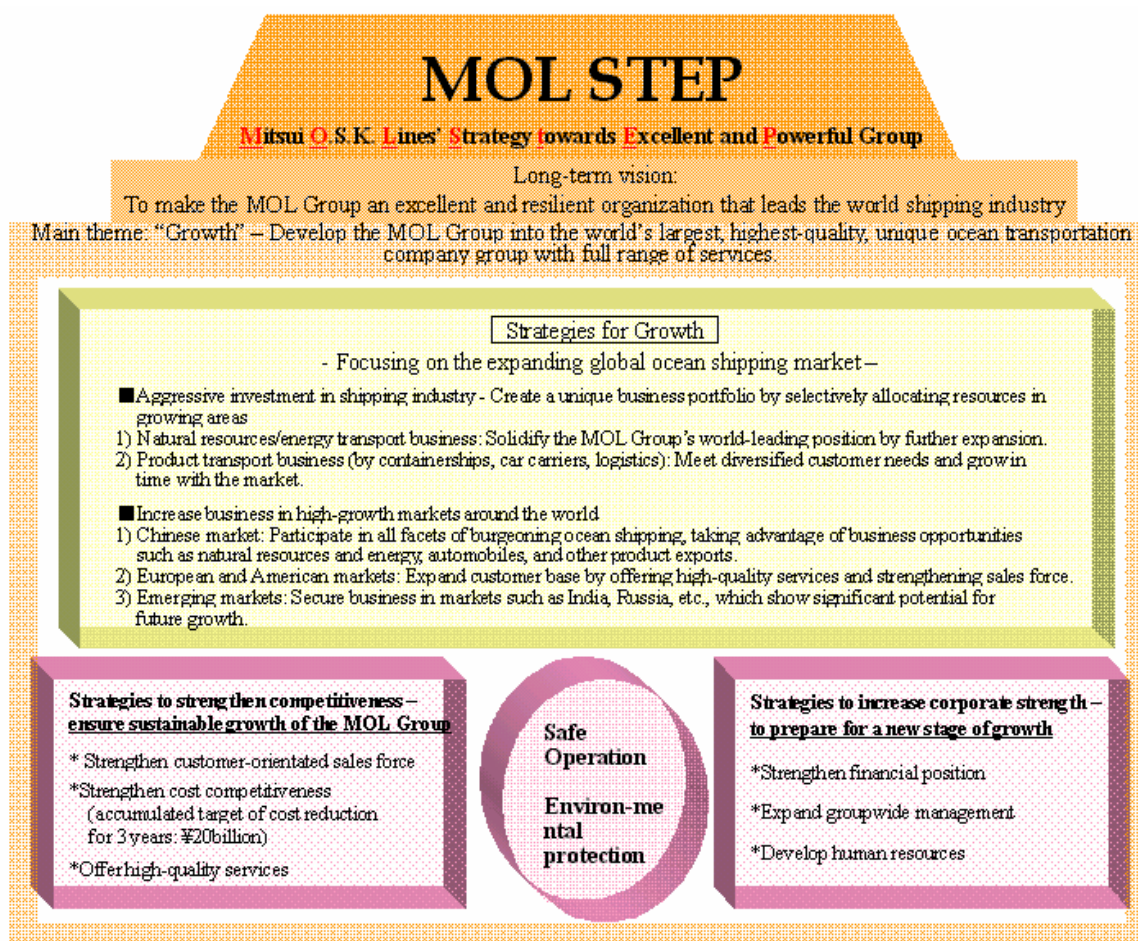 MOL STEP
Mitsui O.S.K. Lines' Strategy towards Excellent and Powerful Group
Long-term vision:
To make the MOL Group an excellent and resilient organization that leads the world shipping industry
Main theme: "Growth" – Develop the MOL Group into the world's largest, highest-quality, unique ocean transportation
company group with full range of services.
Strategies for Growth
- Focusing on the expanding global ocean shipping market –
■Aggressive investment in shipping industry - Create a unique business portfolio by selectively allocating resources in
growing areas
1) Natural resources/energy transport business: Solidify the MOL Group's world-leading position by further expansion.
2) Product transport business (by containerships, car carriers, logistics): Meet diversified customer needs and grow in
time with the market.
■Increase business in high-growth markets around the world
1) Chinese market: Participate in all facets of burgeoning ocean shipping, taking advantage of business opportunities
such as natural resources and energy, automobiles, and other product exports.
2) European and American markets: Expand customer base by offering high-quality services and strengthening sales force.
3) Emerging markets: Secure business in markets such as India, Russia, etc., which show significant potential for
future growth.
Strategies to strengthen competitiveness –
ensure sustainable growth of the MOL Group
* Strengthen customer-orientated sales force
*Strengthen cost competitiveness
(accumulated target of cost reduction
for 3 years: ¥20billion)
*Offer high-quality services
Safe
Operation
Environ-me
ntal
protection
Strategies to increase corporate strength –
to prepare for a new stage of growth
*Strengthen financial position
*Expand groupwide management
*Develop human resources